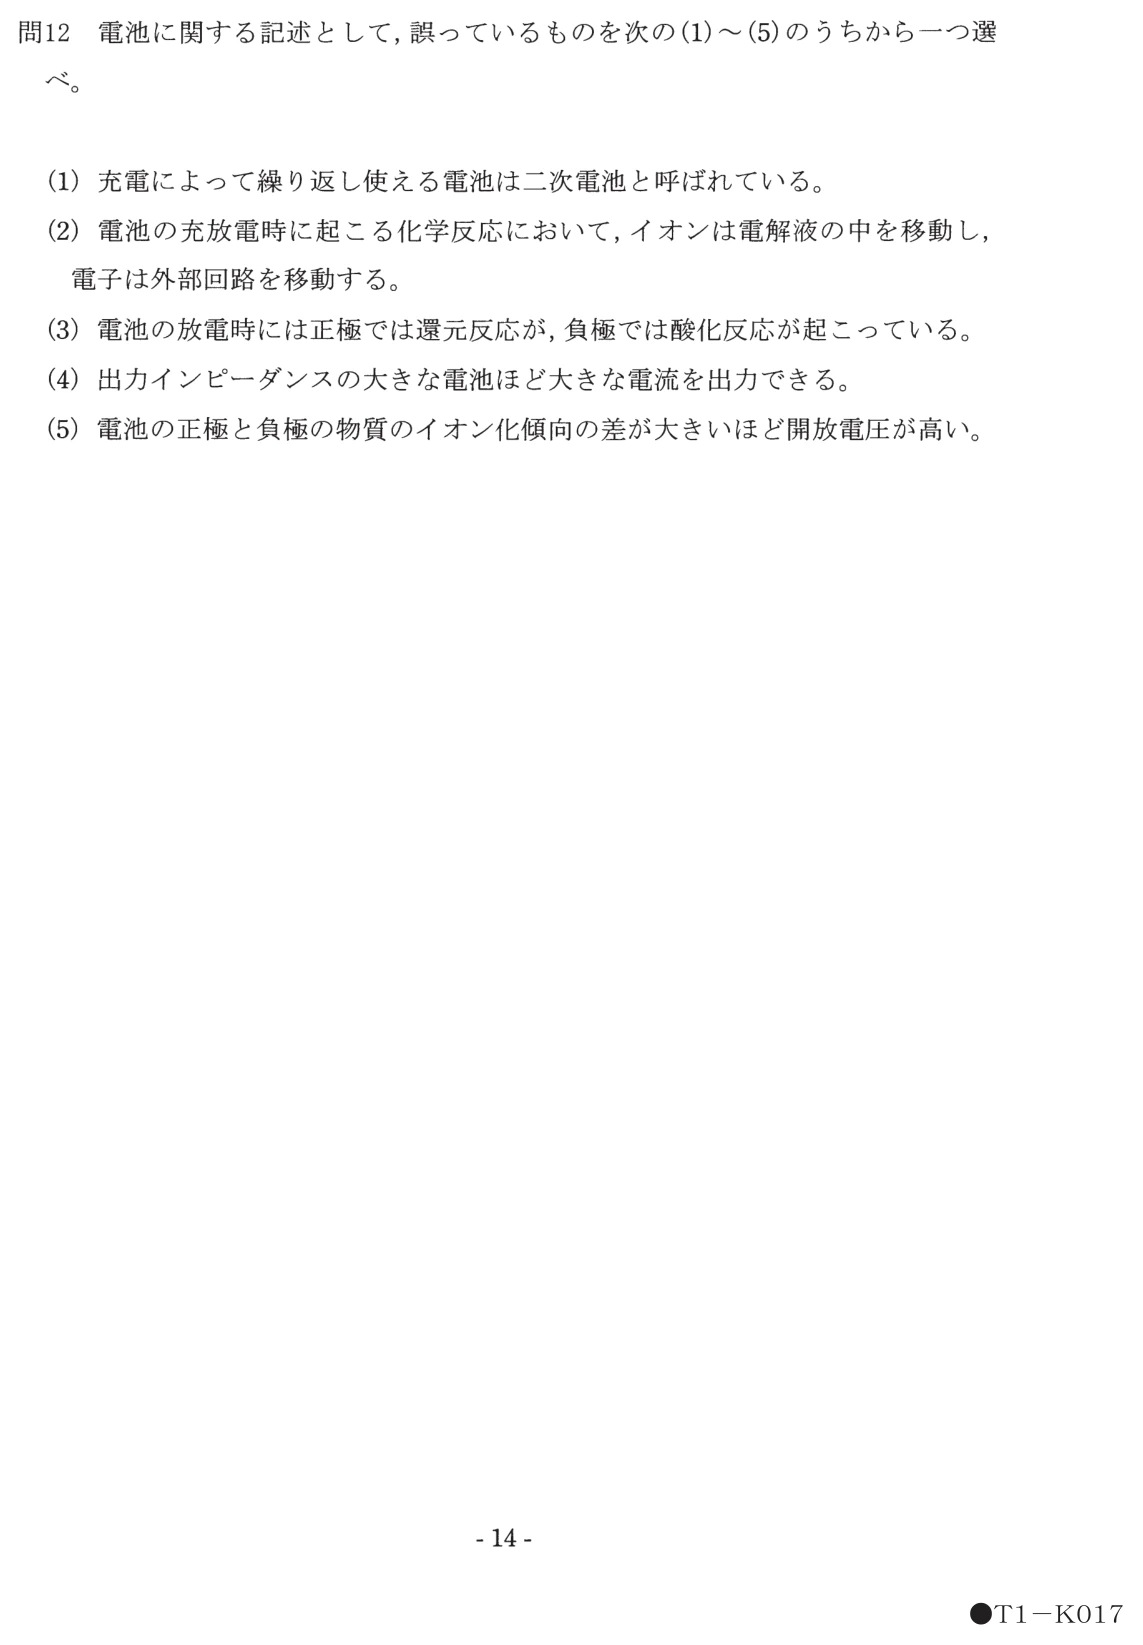 問12　電池に関する記述として,誤っているものを次の(1)～(5)のうちから一つ選
べ。
(1) 充電によって繰り返し使える電池は二次電池と呼ばれている。
(2) 電池の充放電時に起こる化学反応において,イオンは電解液の中を移動し,
電子は外部回路を移動する。
(3) 電池の放電時には正極では還元反応が,負極では酸化反応が起こっている。
(4) 出力インピーダンスの大きな電池ほど大きな電流を出力できる。
(5) 電池の正極と負極の物質のイオン化傾向の差が大きいほど開放電圧が高い。
- 14 -
●T1－K017